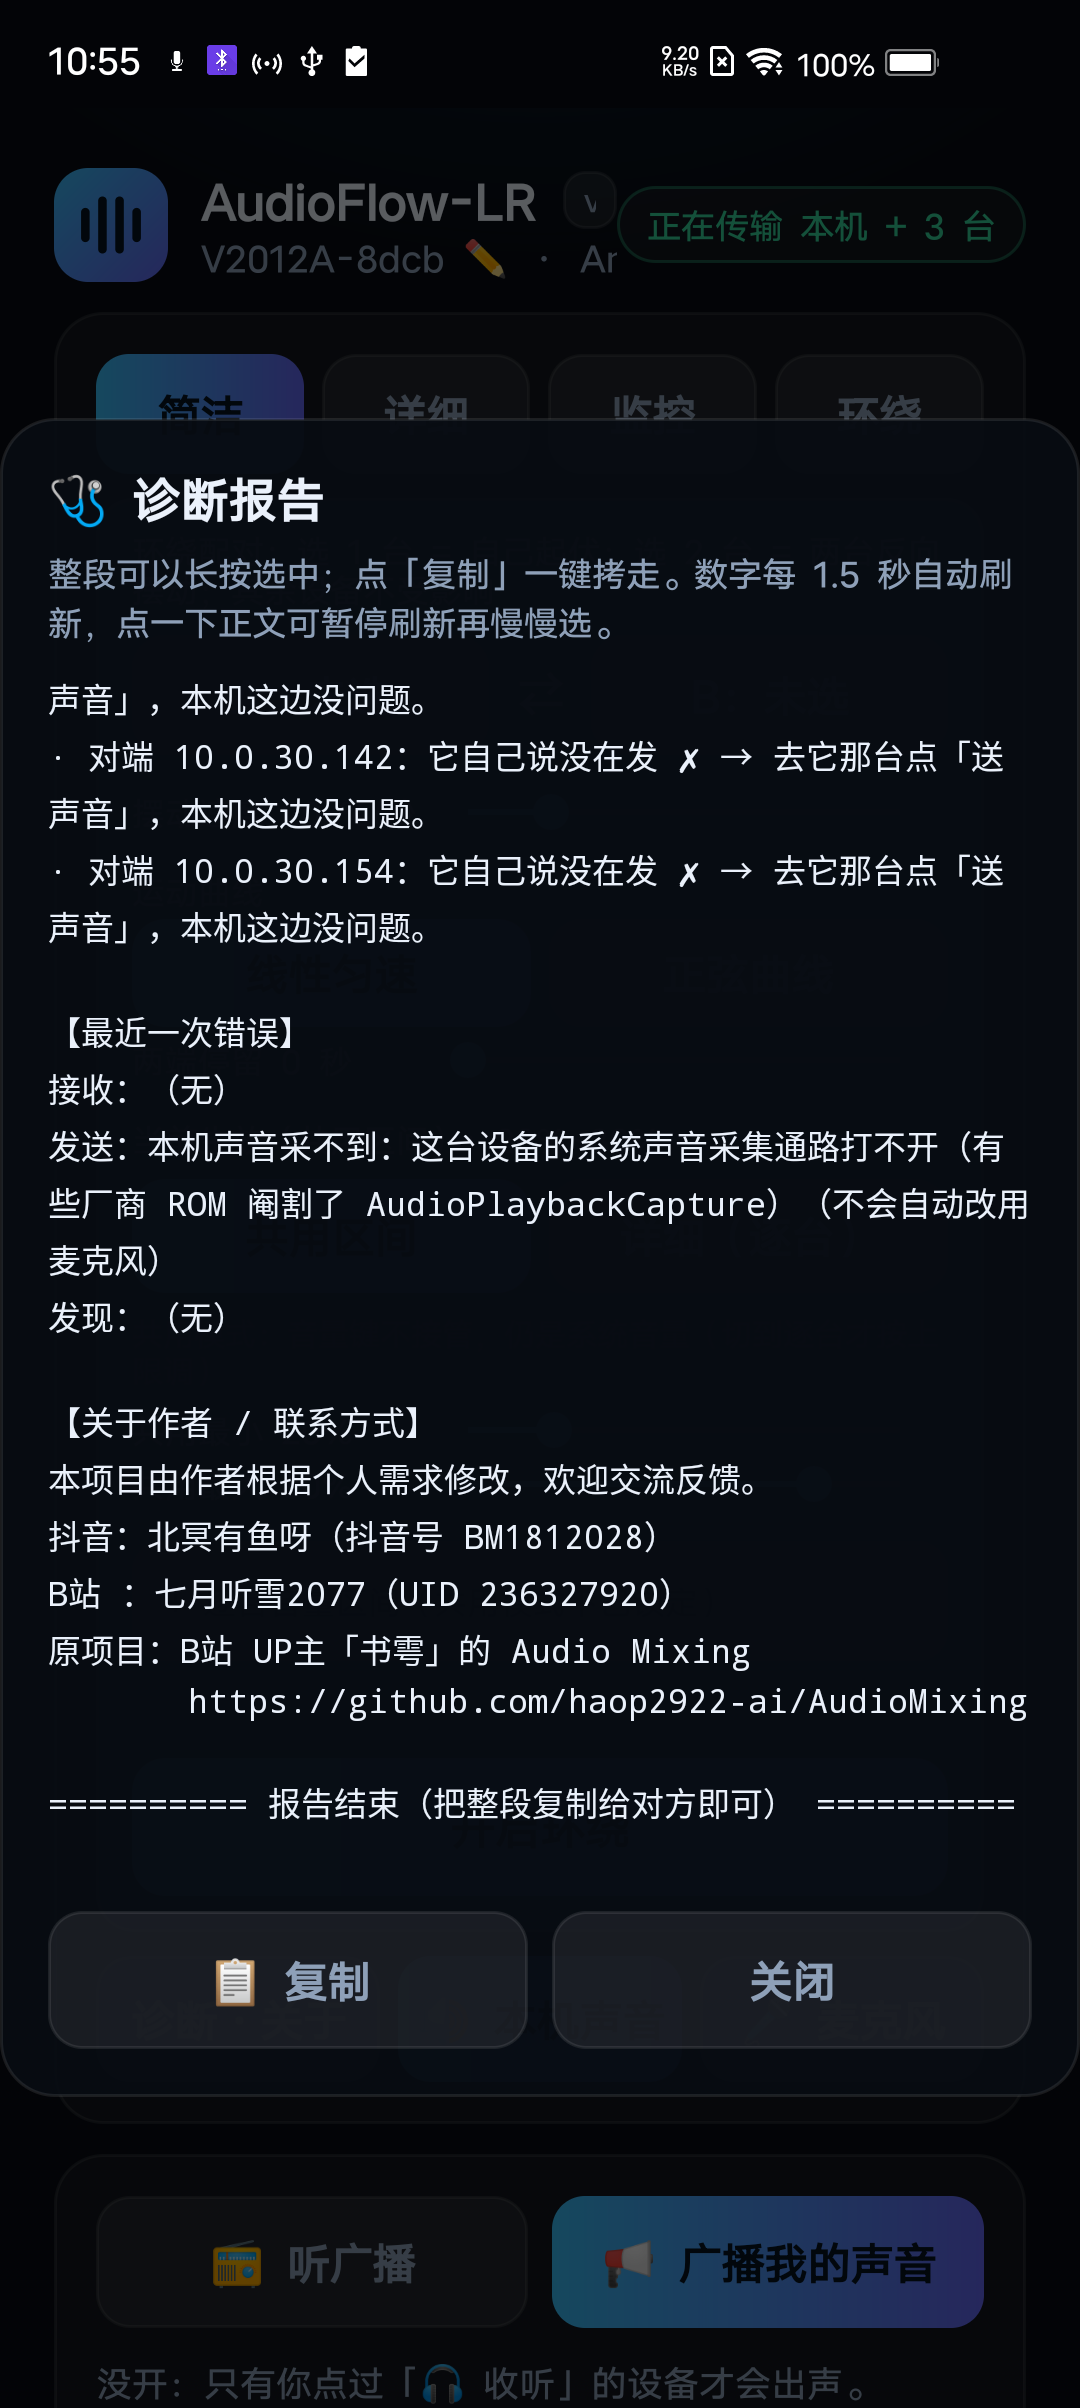 10:55
9.20
KB/s
100%
AudioFlow-LR
v
正在传输 本机 + 3 台
V2012A-8dcb ✏️ · Ar
简洁 详细 监控 环绕
🩺 诊断报告
整段可以长按选中；点「复制」一键拷走。数字每 1.5 秒自动刷
新，点一下正文可暂停刷新再慢慢选。
声音」，本机这边没问题。
· 对端 10.0.30.142：它自己说没在发 ✗ → 去它那台点「送
声音」，本机这边没问题。
· 对端 10.0.30.154：它自己说没在发 ✗ → 去它那台点「送
声音」，本机这边没问题。
【最近一次错误】
接收：（无）
发送：本机声音采不到：这台设备的系统声音采集通路打不开（有
些厂商 ROM 阉割了 AudioPlaybackCapture）（不会自动改用
麦克风）
发现：（无）
【关于作者 / 联系方式】
本项目由作者根据个人需求修改，欢迎交流反馈。
抖音：北冥有鱼呀（抖音号 BM1812028）
B站 ：七月听雪2077（UID 236327920）
原项目：B站 UP主「书雩」的 Audio Mixing
https://github.com/haop2922-ai/AudioMixing
========== 报告结束（把整段复制给对方即可） ==========
📋 复制
关闭
📻 听广播
📢 广播我的声音
没开：只有你点过「🎧 收听」的设备才会出声。